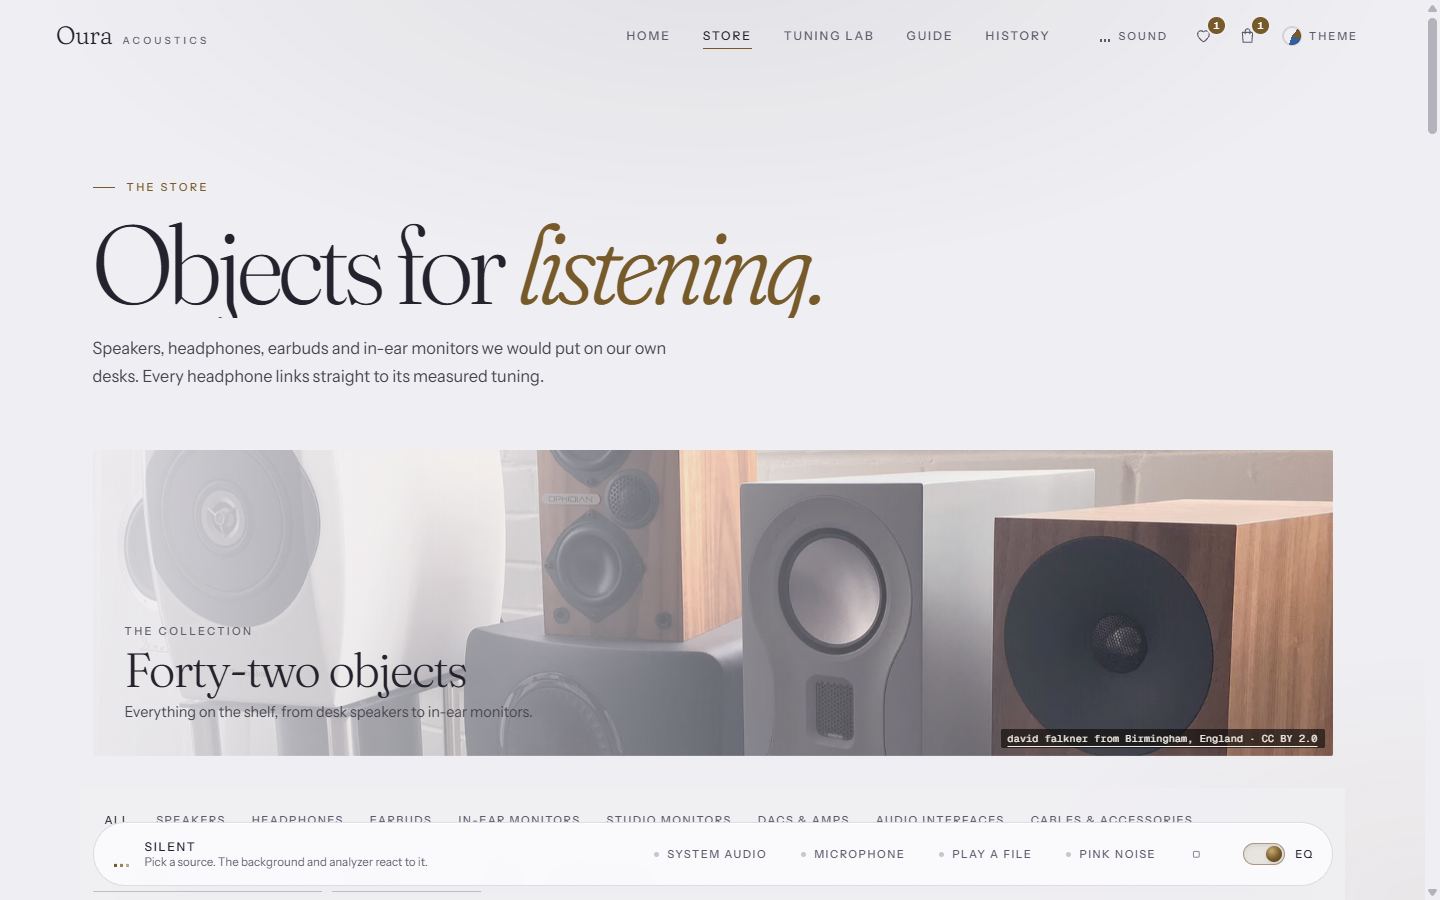 Oura ACOUSTICS
HOME STORE TUNING LAB GUIDE HISTORY SOUND 1 1 THEME
THE STORE
Objects for listening.
Speakers, headphones, earbuds and in-ear monitors we would put on our own
desks. Every headphone links straight to its measured tuning.
OPHIDIAN
THE COLLECTION
Forty-two objects
Everything on the shelf, from desk speakers to in-ear monitors.
david falkner from Birmingham, England · CC BY 2.0
ALL SPEAKERS HEADPHONES EARBUDS IN-EAR MONITORS STUDIO MONITORS DACS & AMPS AUDIO INTERFACES CABLES & ACCESSORIES
SILENT
Pick a source. The background and analyzer react to it.
SYSTEM AUDIO MICROPHONE PLAY A FILE PINK NOISE EQ